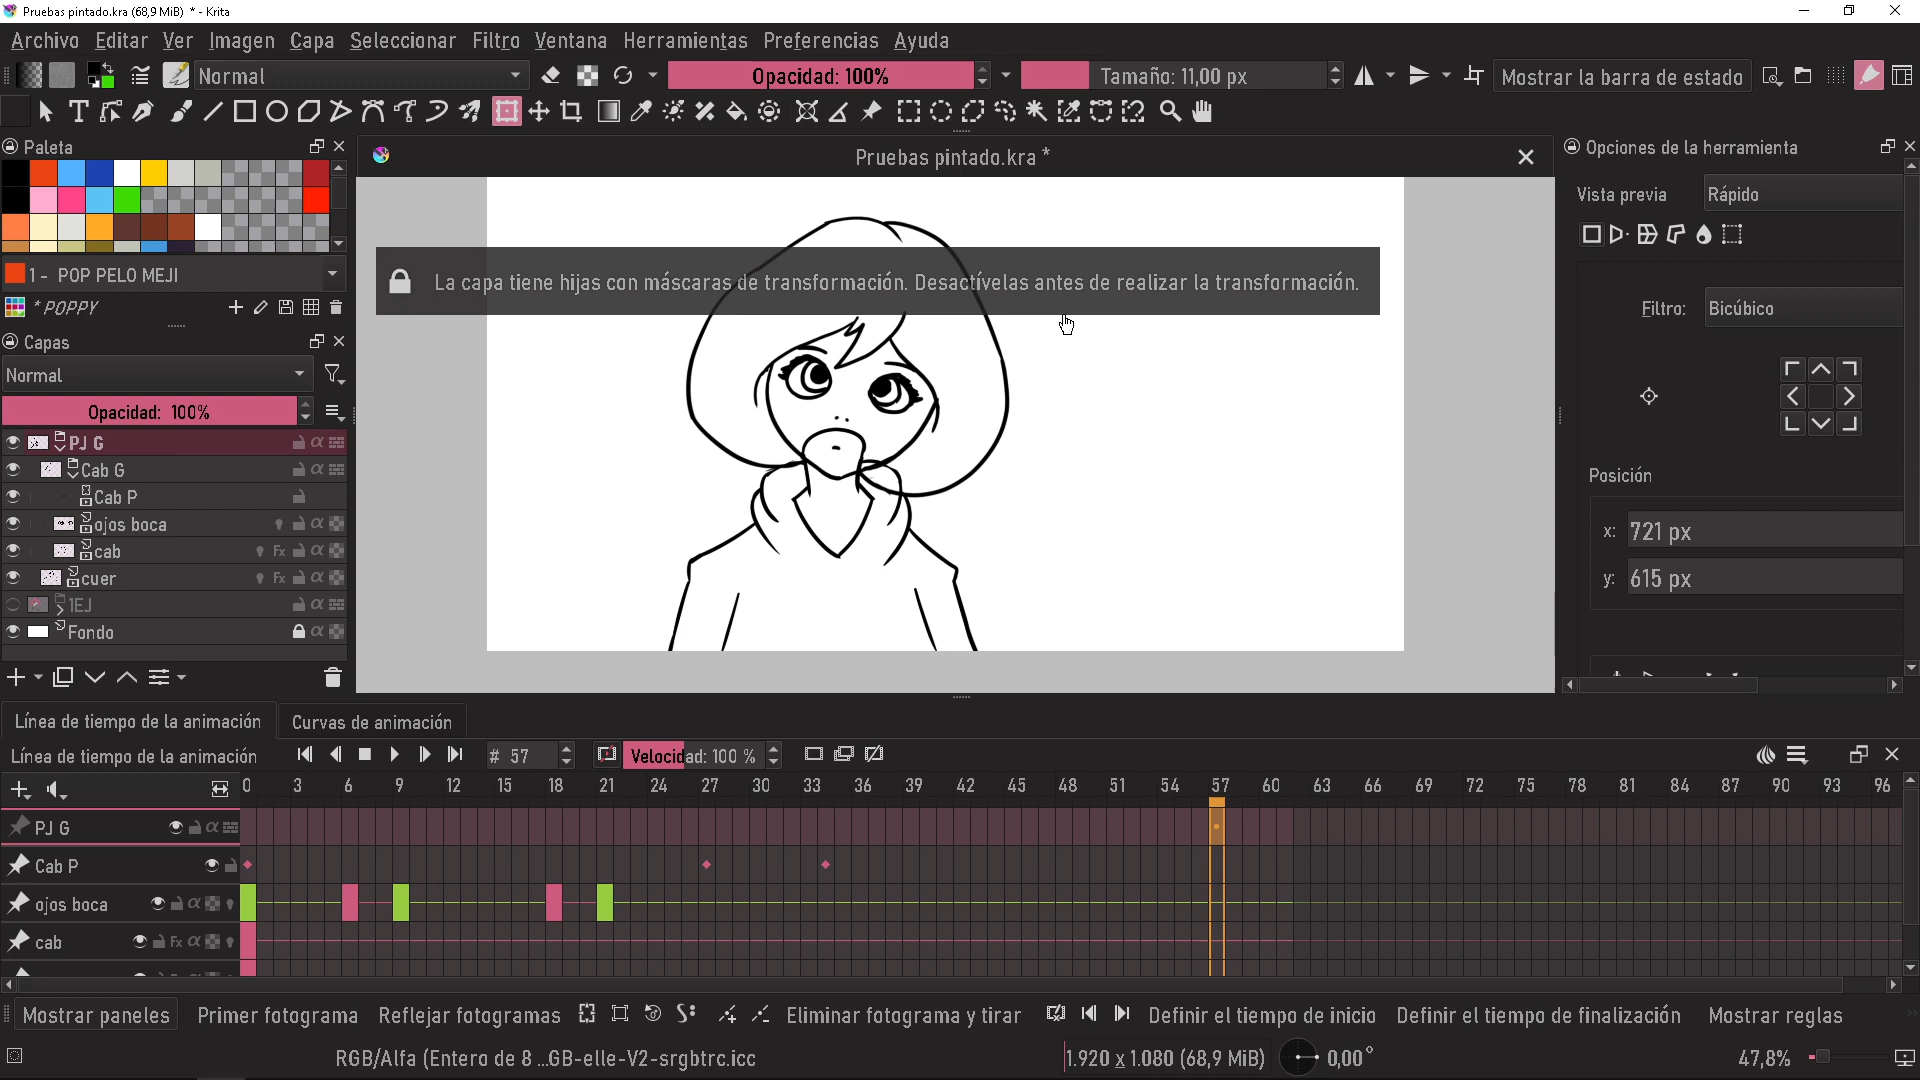 Pruebas pintado.kra (68,9 MiB) * - Krita
Archivo Editar Ver Imagen Capa Seleccionar Filtro Ventana Herramientas Preferencias Ayuda
Normal Opacidad: 100% Tamaño: 11,00 px Mostrar la barra de estado
Paleta
Pruebas pintado.kra *
Opciones de la herramienta
Vista previa Rápido
1 - POP PELO MEJI
La capa tiene hijas con máscaras de transformación. Desactívelas antes de realizar la transformación.
* POPPY
Filtro: Bicúbico
Capas
Normal
Opacidad: 100%
PJ G
Cab G
Cab P
ojos boca
cab
cuer
1EJ
Fondo
Posición
x: 721 px
y: 615 px
Línea de tiempo de la animación Curvas de animación
Línea de tiempo de la animación # 57 Velocidad: 100 %
0 3 6 9 12 15 18 21 24 27 30 33 36 39 42 45 48 51 54 57 60 63 66 69 72 75 78 81 84 87 90 93 96
PJ G
Cab P
ojos boca
cab Fx
Mostrar paneles Primer fotograma Reflejar fotogramas Eliminar fotograma y tirar Definir el tiempo de inicio Definir el tiempo de finalización Mostrar reglas
RGB/Alfa (Entero de 8 ...GB-elle-V2-srgbtrc.icc 1.920 x 1.080 (68,9 MiB) 0,00° 47,8%